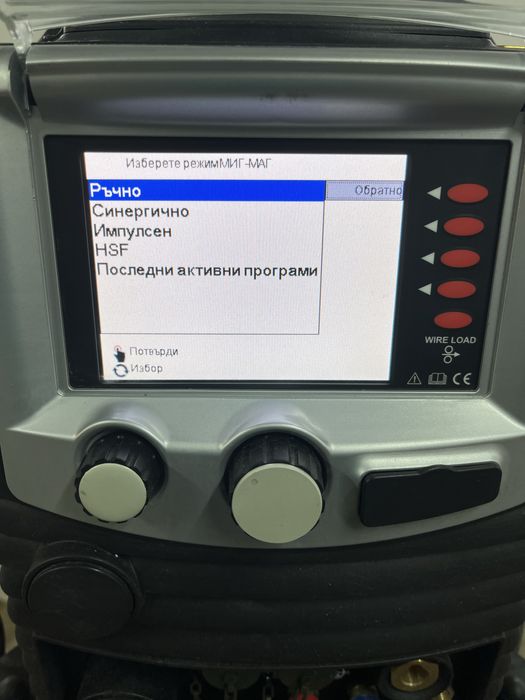 Изберете режимМИГ-МАГ
Ръчно
Обратно
Синергично
Импулсен
HSF
Последни активни програми
Потвърди
Избор
WIRE LOAD
CE